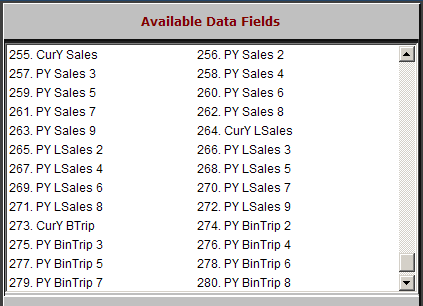 Available Data Fields
255. CurY Sales 256. PY Sales 2
257. PY Sales 3 258. PY Sales 4
259. PY Sales 5 260. PY Sales 6
261. PY Sales 7 262. PY Sales 8
263. PY Sales 9 264. CurY LSales
265. PY LSales 2 266. PY LSales 3
267. PY LSales 4 268. PY LSales 5
269. PY LSales 6 270. PY LSales 7
271. PY LSales 8 272. PY LSales 9
273. CurY BTrip 274. PY BinTrip 2
275. PY BinTrip 3 276. PY BinTrip 4
277. PY BinTrip 5 278. PY BinTrip 6
279. PY BinTrip 7 280. PY BinTrip 8